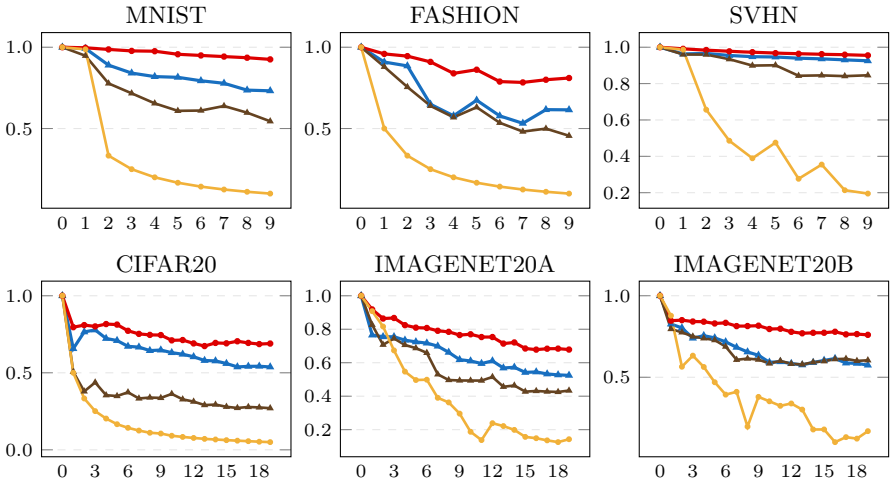 MNIST FASHION SVHN
1.0 1.0 1.0
0.8
0.5 0.5 0.6
0.4
0.2
0 1 2 3 4 5 6 7 8 9 0 1 2 3 4 5 6 7 8 9 0 1 2 3 4 5 6 7 8 9
CIFAR20 IMAGENET20A IMAGENET20B
1.0 1.0 1.0
0.8
0.5 0.6 0.5
0.4
0.0 0.2
0 3 6 9 12 15 18 0 3 6 9 12 15 18 0 3 6 9 12 15 18